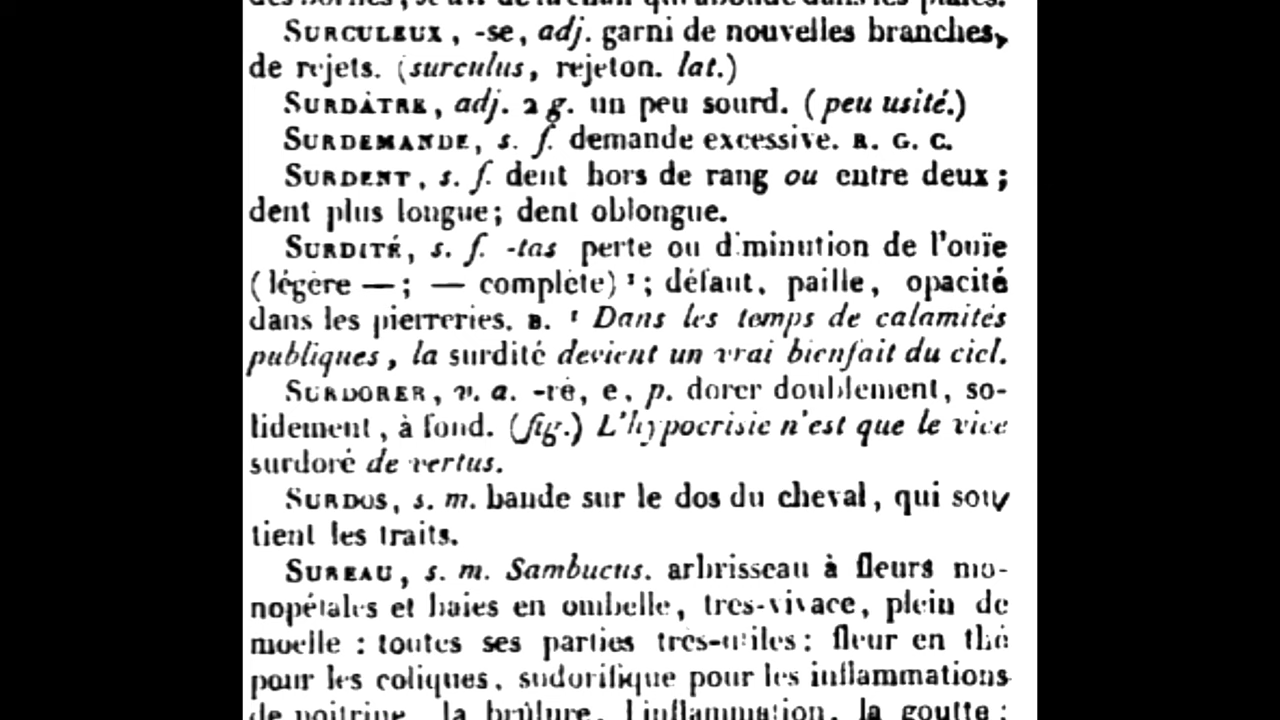 SURCULEUX, -se, adj. garni de nouvelles branches,
de rejets. (surculus, rejeton. lat.)
SURDÂTRE, adj. 2 g. un peu sourd. (peu usité.)
SURDEMANDE, s. f. demande excessive. R. G. C.
SURDENT, s. f. dent hors de rang ou entre deux;
dent plus longue; dent oblongue.
SURDITÉ, s. f. -tas perte ou diminution de l'ouïe
(légère —; — complète) ¹; défaut, paille, opacité
dans les pierreries. B. ¹ Dans les temps de calamités
publiques, la surdité devient un vrai bienfait du ciel.
SURDORER, v. a. -ré, e, p. dorer doublement, so-
lidement, à fond. (fig.) L'hypocrisie n'est que le vice
surdoré de vertus.
SURDOS, s. m. bande sur le dos du cheval, qui sou-
tient les traits.
SUREAU, s. m. Sambucus. arbrisseau à fleurs mo-
nopétales et baies en ombelle, très-vivace, plein de
moelle : toutes ses parties très-utiles: fleur en thé
pour les coliques, sudorifique pour les inflammations
de poitrine, la brûlure, l'inflammation, la goutte;